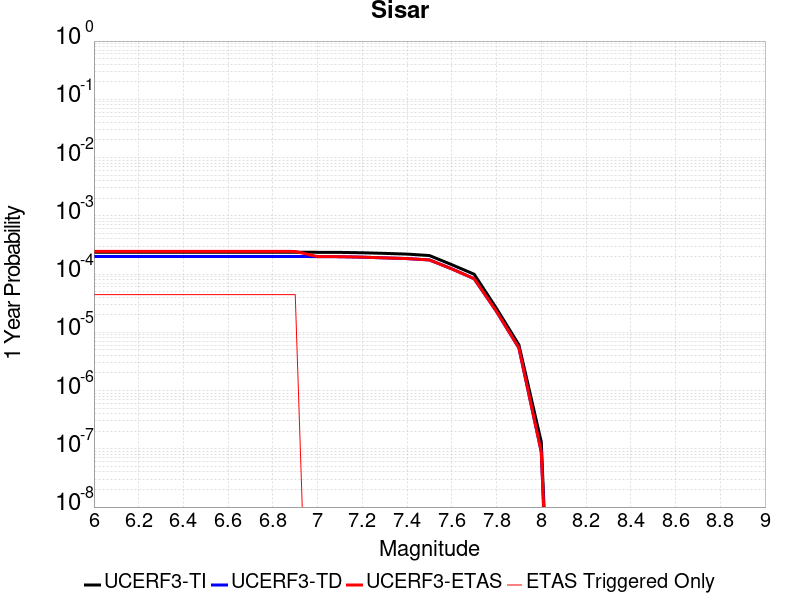 Sisar
10^0
10^-1
10^-2
10^-3
10^-4
10^-5
10^-6
10^-7
10^-8
1 Year Probability
6 6.2 6.4 6.6 6.8 7 7.2 7.4 7.6 7.8 8 8.2 8.4 8.6 8.8 9
Magnitude
UCERF3-TI UCERF3-TD UCERF3-ETAS ETAS Triggered Only